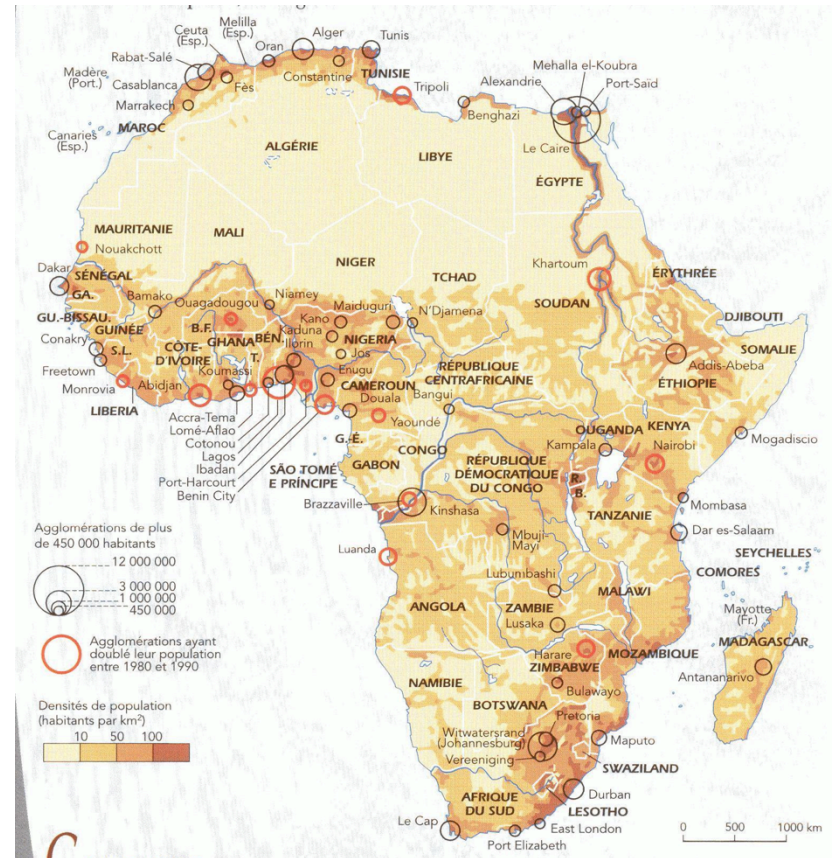 Ceuta
(Esp.)
Melilla
(Esp.)
Oran
Alger
Tunis
Rabat-Salé
Madère
(Port.)
Casablanca
Fès
Constantine
TUNISIE
Marrakech
Tripoli
Benghazi
Alexandrie
Mehalla el-Koubra
Port-Saïd
Le Caire
MAROC
Canaries
(Esp.)
ALGÉRIE
LIBYE
ÉGYPTE
MAURITANIE
Nouakchott
MALI
NIGER
TCHAD
Khartoum
SOUDAN
ÉRYTHRÉE
DJIBOUTI
SOMALIE
Dakar
SÉNÉGAL
GA.
GU.-BISSAU.
GUINÉE
Bamako
Ouagadougou
Niamey
Kano
Maiduguri
N'Djamena
Kaduna
B.F.
BÉN.
Ilorin
NIGERIA
Jos
Conakry
S.L.
CÔTE-
D'IVOIRE
GHANA
T.
Koumassi
Enugu
RÉPUBLIQUE
CENTRAFRICAINE
Addis-Abeba
ÉTHIOPIE
Freetown
Monrovia
Abidjan
LIBERIA
CAMEROUN
Douala
Bangui
Yaoundé
Accra-Tema
Lomé-Aflao
Cotonou
Lagos
Ibadan
Port-Harcourt
Benin City
G.-É.
GABON
CONGO
SÃO TOMÉ
E PRÍNCIPE
RÉPUBLIQUE
DÉMOCRATIQUE
DU CONGO
OUGANDA
Kampala
KENYA
Nairobi
Mogadiscio
R.
B.
Brazzaville
Kinshasa
TANZANIE
Mombasa
Dar es-Salaam
Mbuji-
Mayi
Luanda
SEYCHELLES
COMORES
Lubumbashi
ANGOLA
ZAMBIE
Lusaka
MALAWI
Mayotte
(Fr.)
MADAGASCAR
Antananarivo
Harare
ZIMBABWE
MOZAMBIQUE
Bulawayo
NAMIBIE
BOTSWANA
Pretoria
Witwatersrand
(Johannesburg)
Vereeniging
Maputo
SWAZILAND
Durban
LESOTHO
AFRIQUE
DU SUD
Le Cap
East London
Port Elizabeth
Agglomérations de plus
de 450 000 habitants
12 000 000
3 000 000
1 000 000
450 000
Agglomérations ayant
doublé leur population
entre 1980 et 1990
Densités de population
(habitants par km²)
10 50 100
0 500 1000 km